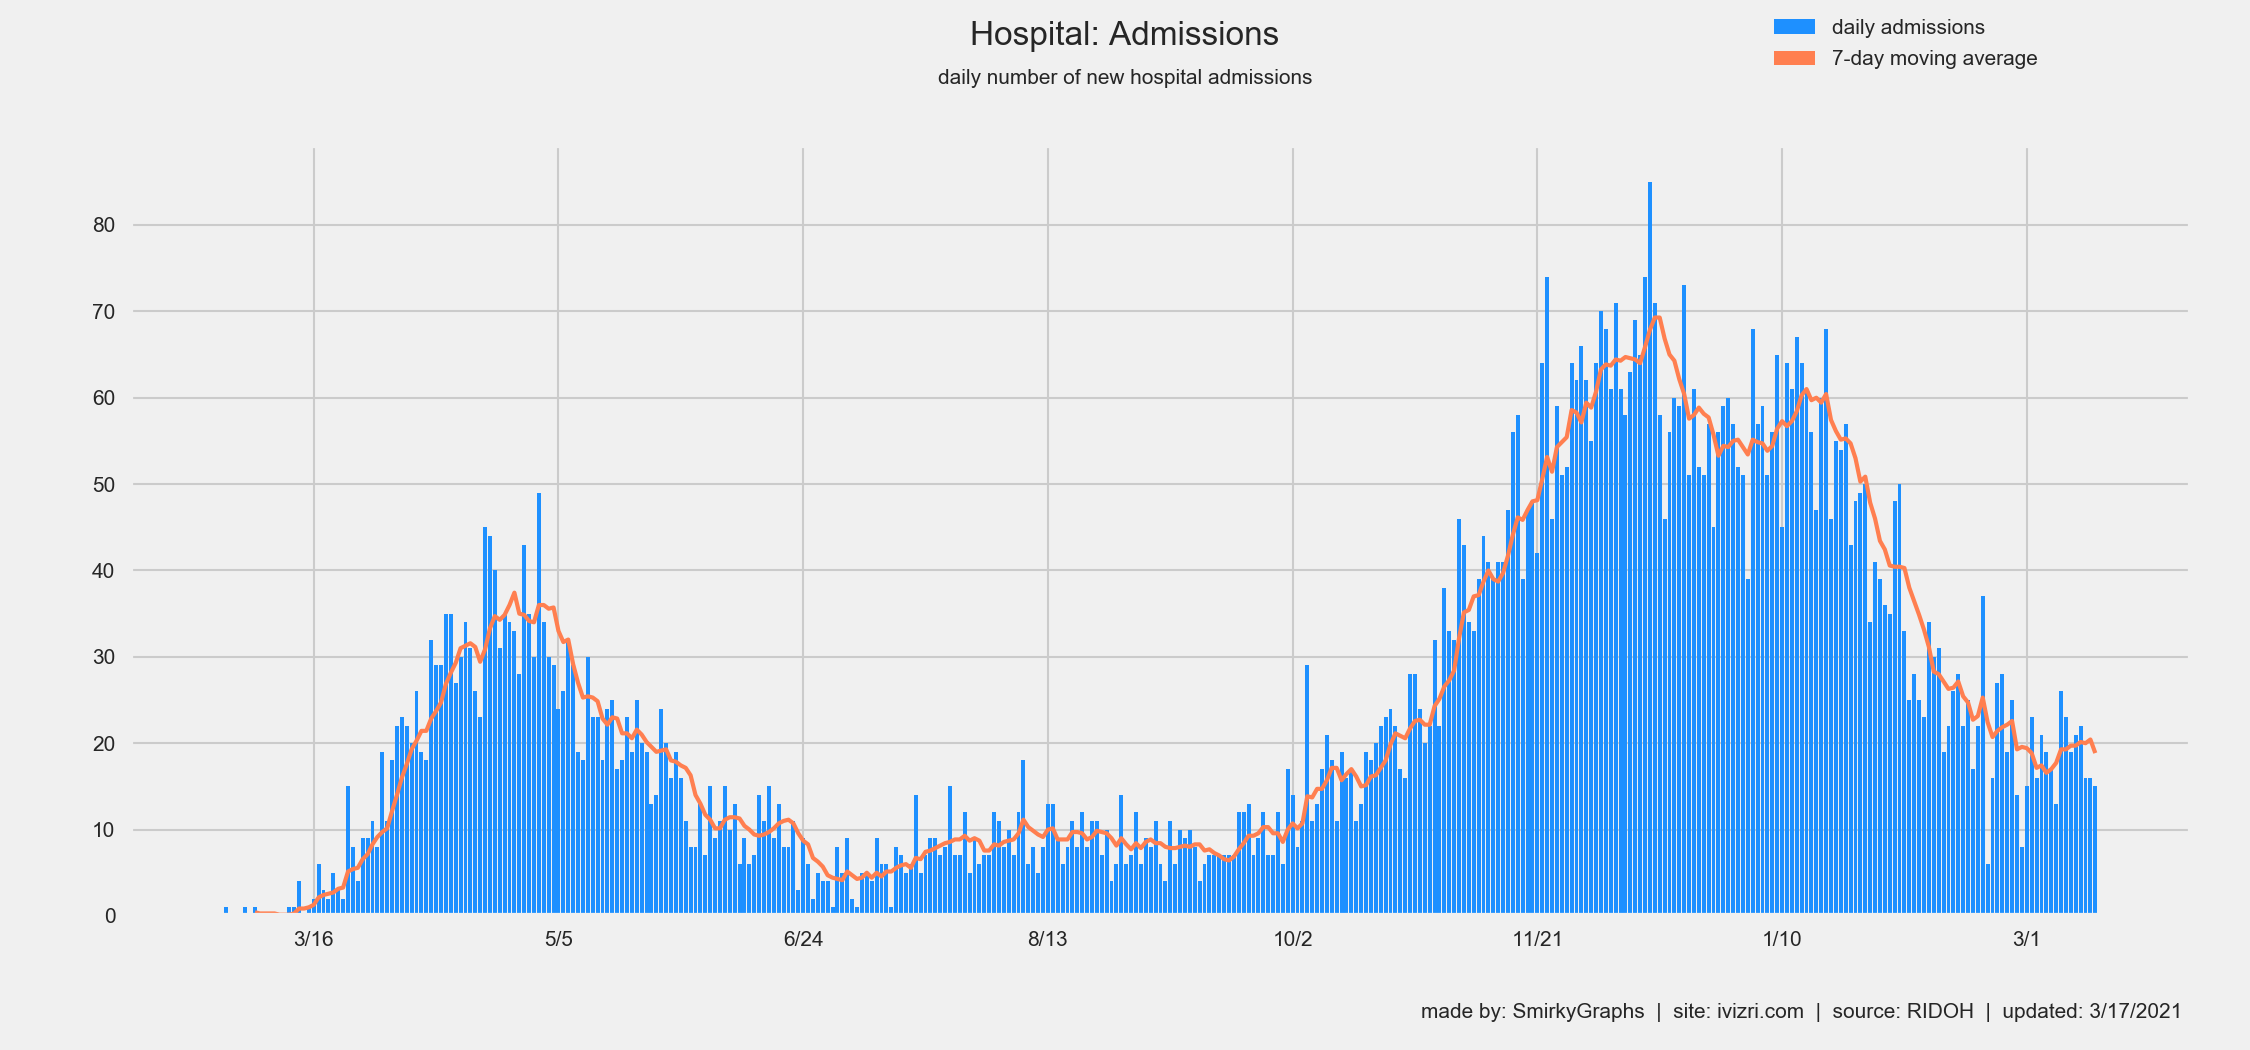 Hospital: Admissions
daily number of new hospital admissions
daily admissions
7-day moving average
80
70
60
50
40
30
20
10
0
3/16 5/5 6/24 8/13 10/2 11/21 1/10 3/1
made by: SmirkyGraphs | site: ivizri.com | source: RIDOH | updated: 3/17/2021